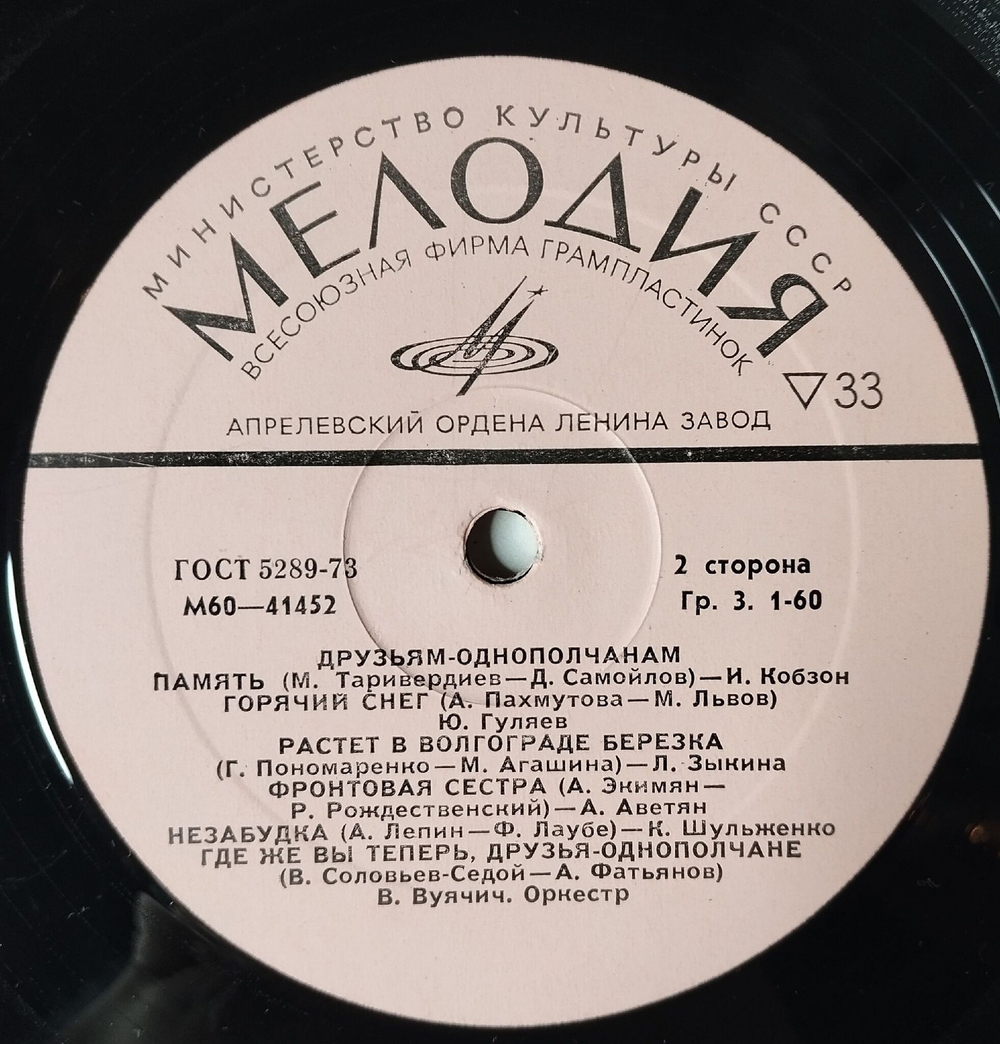 МИНИСТЕРСТВО КУЛЬТУРЫ СССР
МЕЛОДИЯ
ВСЕСОЮЗНАЯ ФИРМА ГРАМПЛАСТИНОК
▽33
АПРЕЛЕВСКИЙ ОРДЕНА ЛЕНИНА ЗАВОД
ГОСТ 5289-73
2 сторона
М60—41452
Гр. 3. 1-60
ДРУЗЬЯМ-ОДНОПОЛЧАНАМ
ПАМЯТЬ (М. Таривердиев—Д. Самойлов)—И. Кобзон
ГОРЯЧИЙ СНЕГ (А. Пахмутова—М. Львов)
Ю. Гуляев
РАСТЕТ В ВОЛГОГРАДЕ БЕРЕЗКА
(Г. Пономаренко—М. Агашина)—Л. Зыкина
ФРОНТОВАЯ СЕСТРА (А. Экимян—
Р. Рождественский)—А. Аветян
НЕЗАБУДКА (А. Лепин—Ф. Лаубе)—К. Шульженко
ГДЕ ЖЕ ВЫ ТЕПЕРЬ, ДРУЗЬЯ-ОДНОПОЛЧАНЕ
(В. Соловьев-Седой—А. Фатьянов)
В. Вуячич. Оркестр